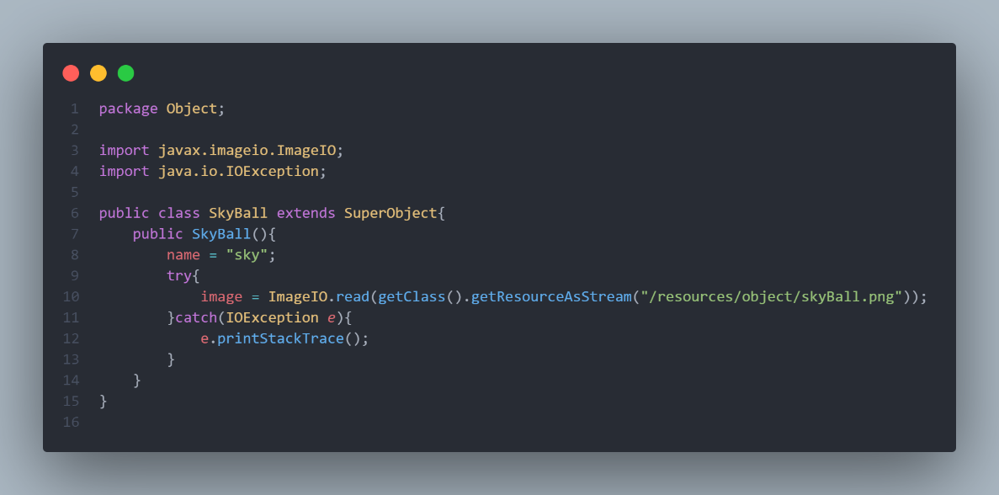 1 package Object;
2
3 import javax.imageio.ImageIO;
4 import java.io.IOException;
5
6 public class SkyBall extends SuperObject{
7     public SkyBall(){
8         name = "sky";
9         try{
10             image = ImageIO.read(getClass().getResourceAsStream("/resources/object/skyBall.png"));
11         }catch(IOException e){
12             e.printStackTrace();
13         }
14     }
15 }
16